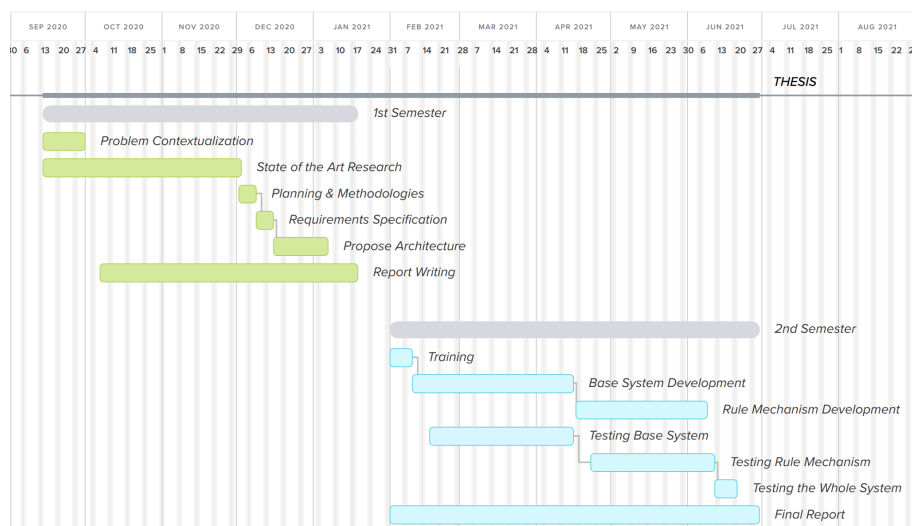 SEP 2020 OCT 2020 NOV 2020 DEC 2020 JAN 2021 FEB 2021 MAR 2021 APR 2021 MAY 2021 JUN 2021 JUL 2021 AUG 2021
30 6 13 20 27 4 11 18 25 1 8 15 22 29 6 13 20 27 3 10 17 24 31 7 14 21 28 7 14 21 28 4 11 18 25 2 9 16 23 30 6 13 20 27 4 11 18 25 1 8 15 22
THESIS
1st Semester
Problem Contextualization
State of the Art Research
Planning & Methodologies
Requirements Specification
Propose Architecture
Report Writing
2nd Semester
Training
Base System Development
Rule Mechanism Development
Testing Base System
Testing Rule Mechanism
Testing the Whole System
Final Report